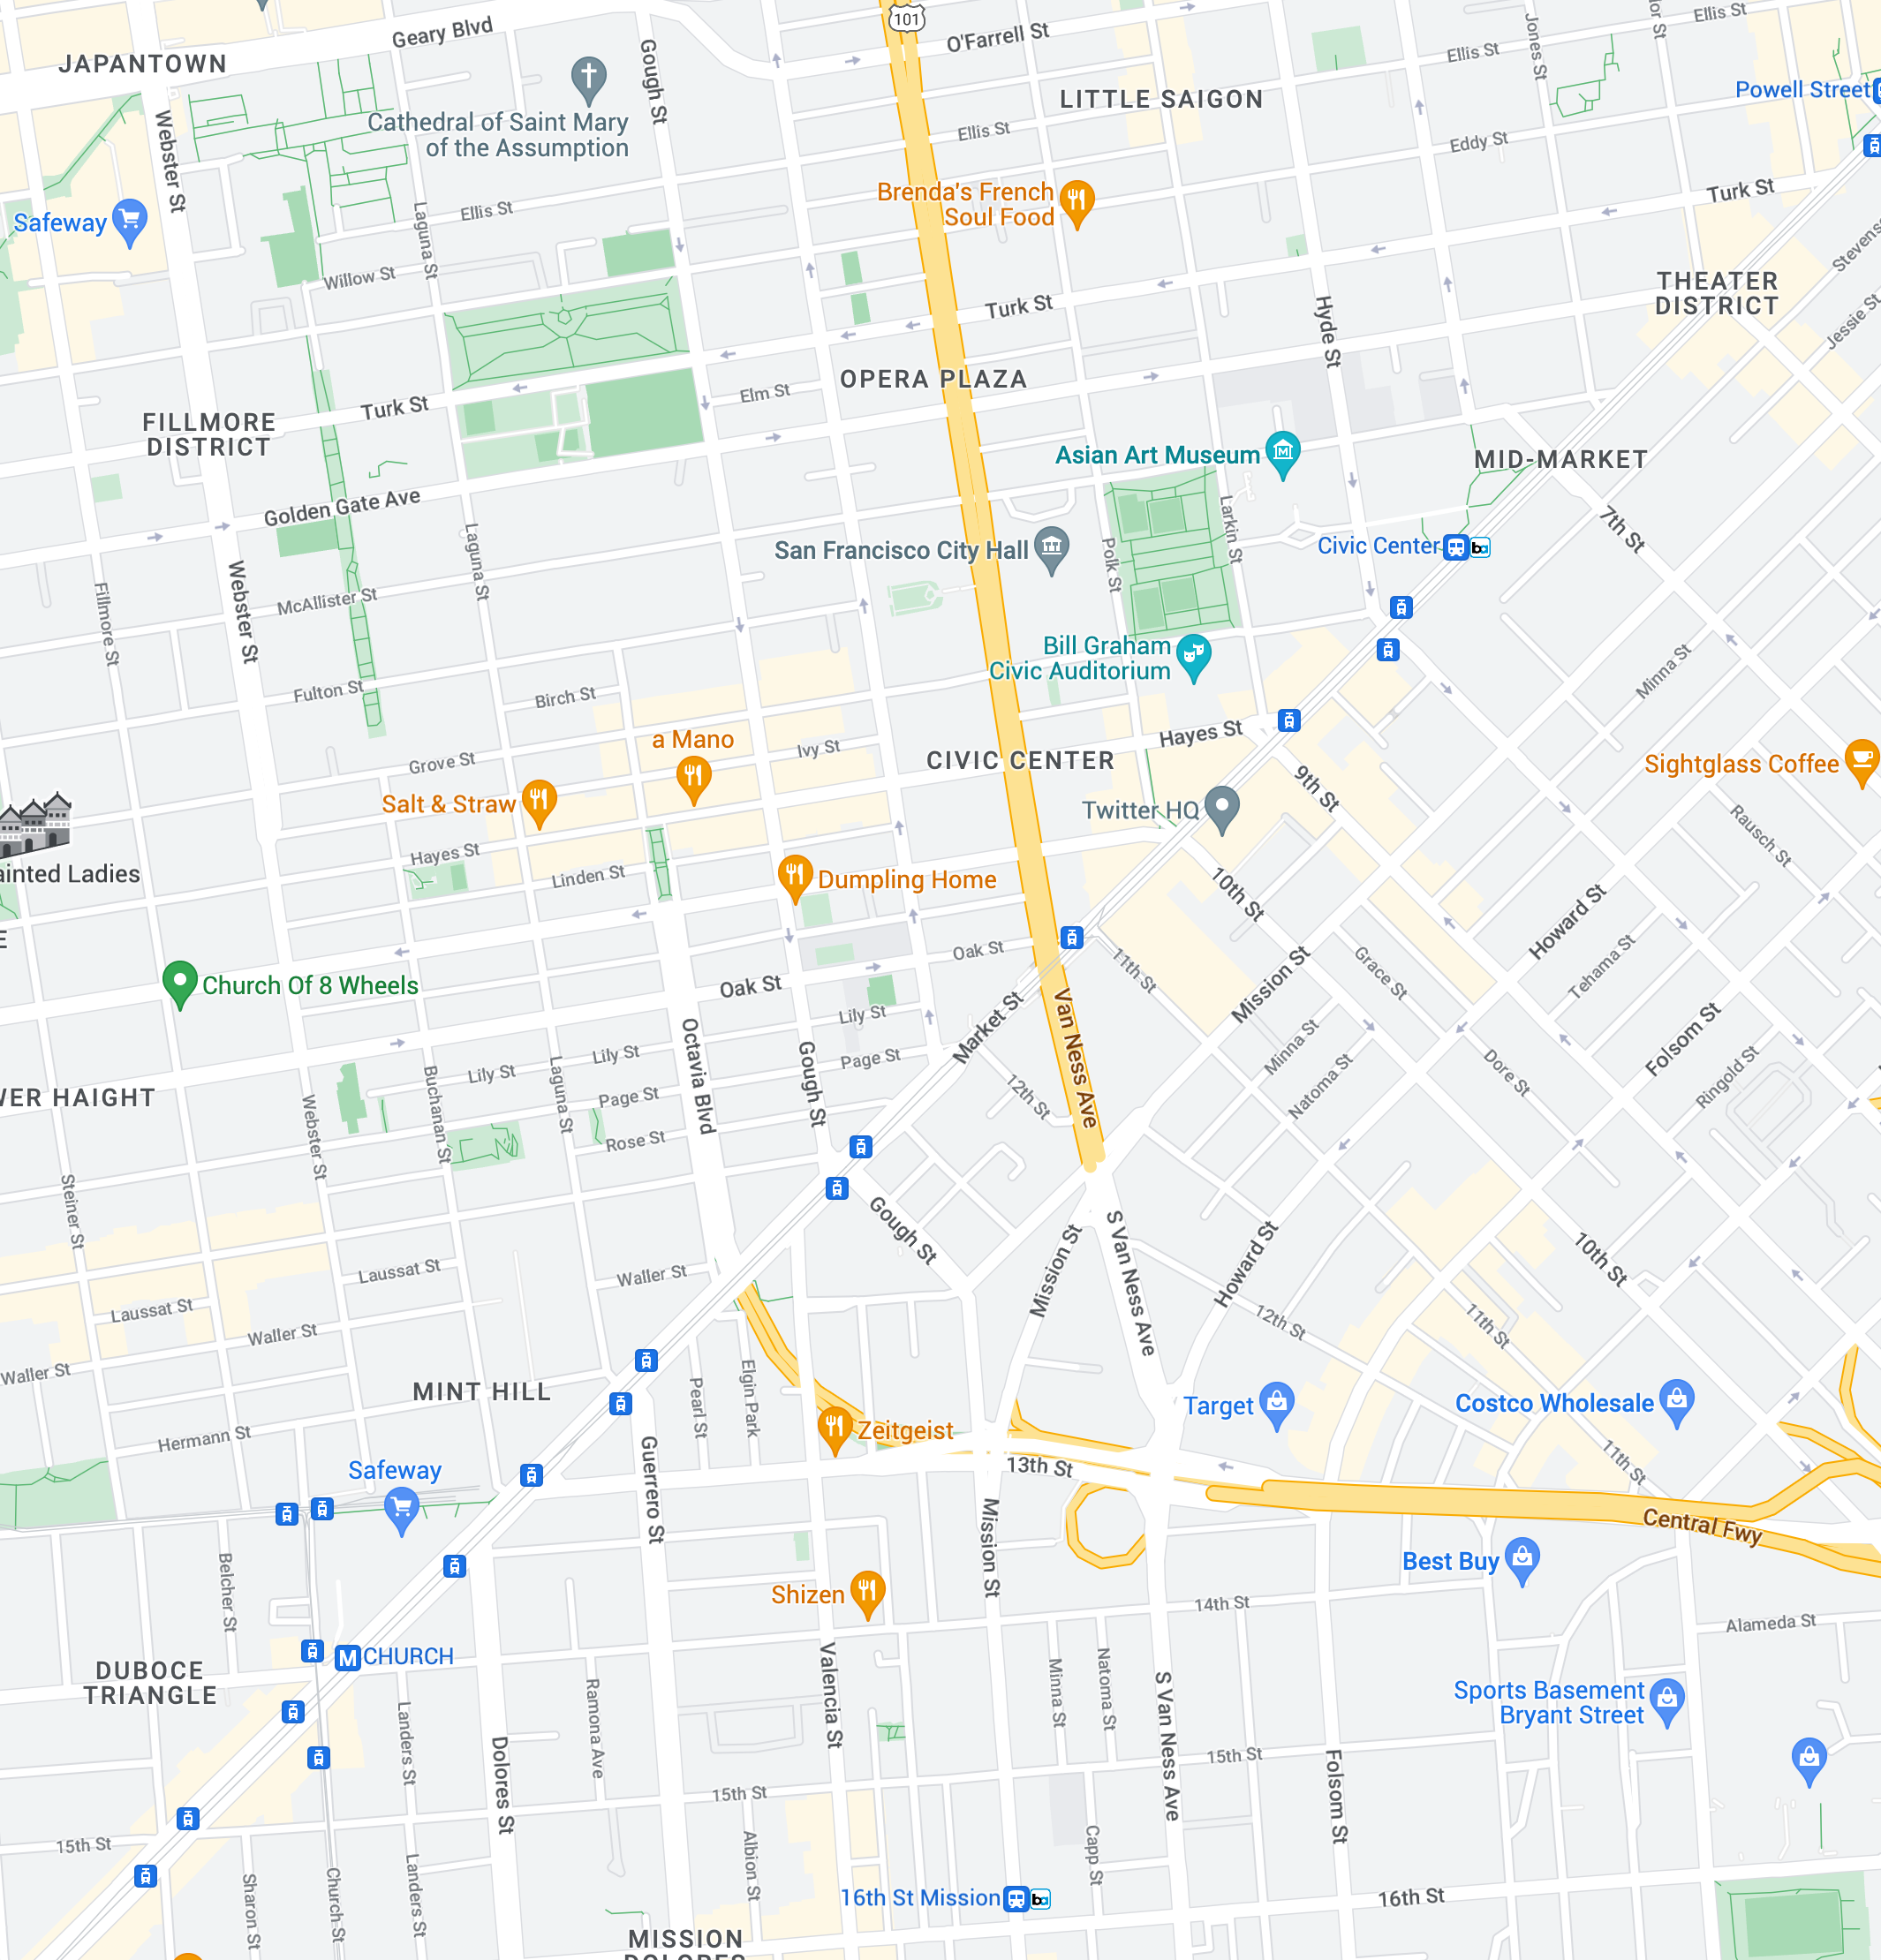 JAPANTOWN
Geary Blvd
Gough St
101
O'Farrell St
Ellis St
Ellis St
Jones St
Powell Street
Webster St
Cathedral of Saint Mary
of the Assumption
LITTLE SAIGON
Ellis St
Eddy St
Turk St
Safeway
Laguna St
Ellis St
Brenda's French
Soul Food
Willow St
Turk St
Hyde St
THEATER
DISTRICT
Jessie St
FILLMORE
DISTRICT
Turk St
Elm St
OPERA PLAZA
Asian Art Museum
MID-MARKET
Golden Gate Ave
Laguna St
San Francisco City Hall
Polk St
Larkin St
Civic Center
ba
7th St
Fillmore St
Webster St
McAllister St
Fulton St
Birch St
Bill Graham
Civic Auditorium
Minna St
Grove St
a Mano
Ivy St
CIVIC CENTER
Hayes St
9th St
Sightglass Coffee
Salt & Straw
Twitter HQ
Rausch St
ainted Ladies
Hayes St
Linden St
Dumpling Home
10th St
Howard St
E
Oak St
11th St
Mission St
Grace St
Tehama St
Church Of 8 Wheels
Oak St
Lily St
Market St
Van Ness Ave
Folsom St
Octavia Blvd
Gough St
Page St
Lily St
Lily St
Laguna St
Page St
Rose St
12th St
Minna St
Natoma St
Dore St
Ringold St
WER HAIGHT
Webster St
Buchanan St
Steiner St
Gough St
Mission St
S Van Ness Ave
Howard St
10th St
Laussat St
Laussat St
Waller St
Waller St
Waller St
12th St
11th St
MINT HILL
Pearl St
Elgin Park
Zeitgeist
Target
Costco Wholesale
Hermann St
Guerrero St
Safeway
13th St
11th St
Central Fwy
Mission St
Belcher St
Shizen
Best Buy
14th St
Alameda St
M
CHURCH
DUBOCE
TRIANGLE
Landers St
Ramona Ave
Valencia St
Minna St
Natoma St
S Van Ness Ave
Sports Basement
Bryant Street
Dolores St
15th St
15th St
Folsom St
15th St
Albion St
Capp St
Sharon St
Church St
Landers St
16th St Mission
ba
16th St
MISSION
DOLORES